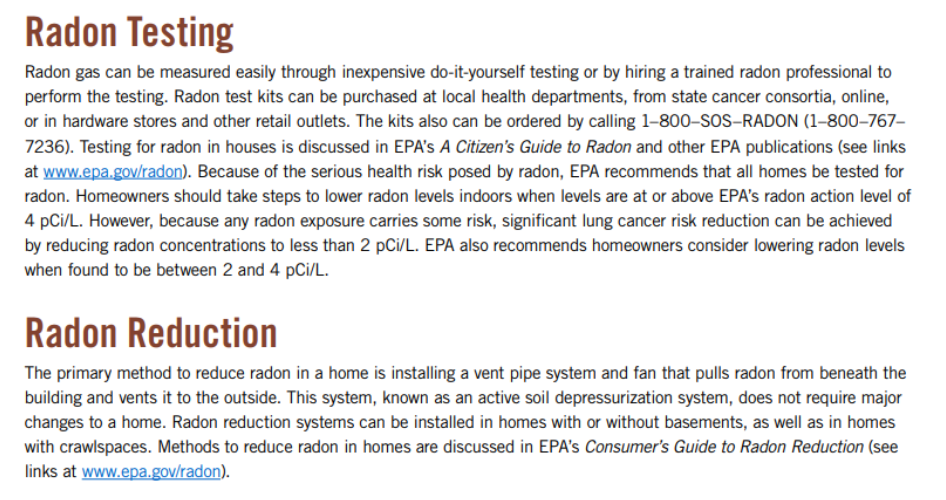 Radon Testing
Radon gas can be measured easily through inexpensive do-it-yourself testing or by hiring a trained radon professional to
perform the testing. Radon test kits can be purchased at local health departments, from state cancer consortia, online,
or in hardware stores and other retail outlets. The kits also can be ordered by calling 1–800–SOS–RADON (1–800–767–
7236). Testing for radon in houses is discussed in EPA's A Citizen's Guide to Radon and other EPA publications (see links
at www.epa.gov/radon). Because of the serious health risk posed by radon, EPA recommends that all homes be tested for
radon. Homeowners should take steps to lower radon levels indoors when levels are at or above EPA's radon action level of
4 pCi/L. However, because any radon exposure carries some risk, significant lung cancer risk reduction can be achieved
by reducing radon concentrations to less than 2 pCi/L. EPA also recommends homeowners consider lowering radon levels
when found to be between 2 and 4 pCi/L.
Radon Reduction
The primary method to reduce radon in a home is installing a vent pipe system and fan that pulls radon from beneath the
building and vents it to the outside. This system, known as an active soil depressurization system, does not require major
changes to a home. Radon reduction systems can be installed in homes with or without basements, as well as in homes
with crawlspaces. Methods to reduce radon in homes are discussed in EPA's Consumer's Guide to Radon Reduction (see
links at www.epa.gov/radon).